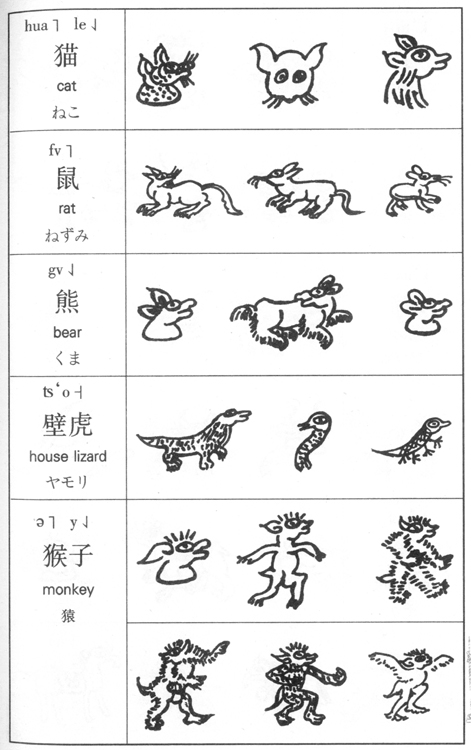 hua ˥ le ˩
猫
cat
ねこ
fv ˥
鼠
rat
ねずみ
gv ˩
熊
bear
くま
ts‘o ˧
壁虎
house lizard
ヤモリ
ə ˥ y ˩
猴子
monkey
猿